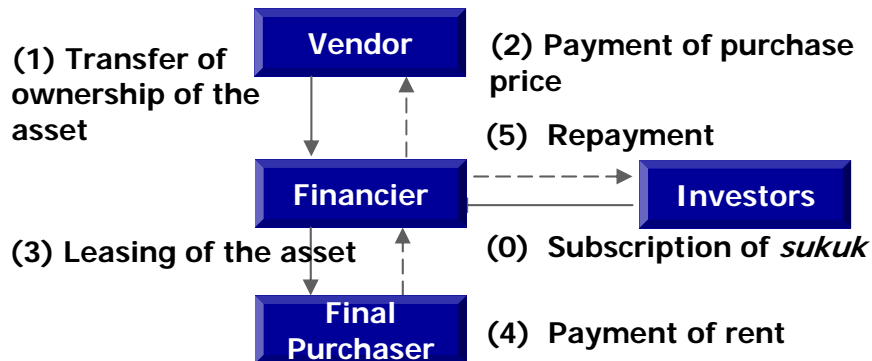 Vendor
(1) Transfer of
ownership of the
asset
(2) Payment of purchase
price
(5) Repayment
Financier
Investors
(3) Leasing of the asset
(0) Subscription of sukuk
Final
Purchaser
(4) Payment of rent